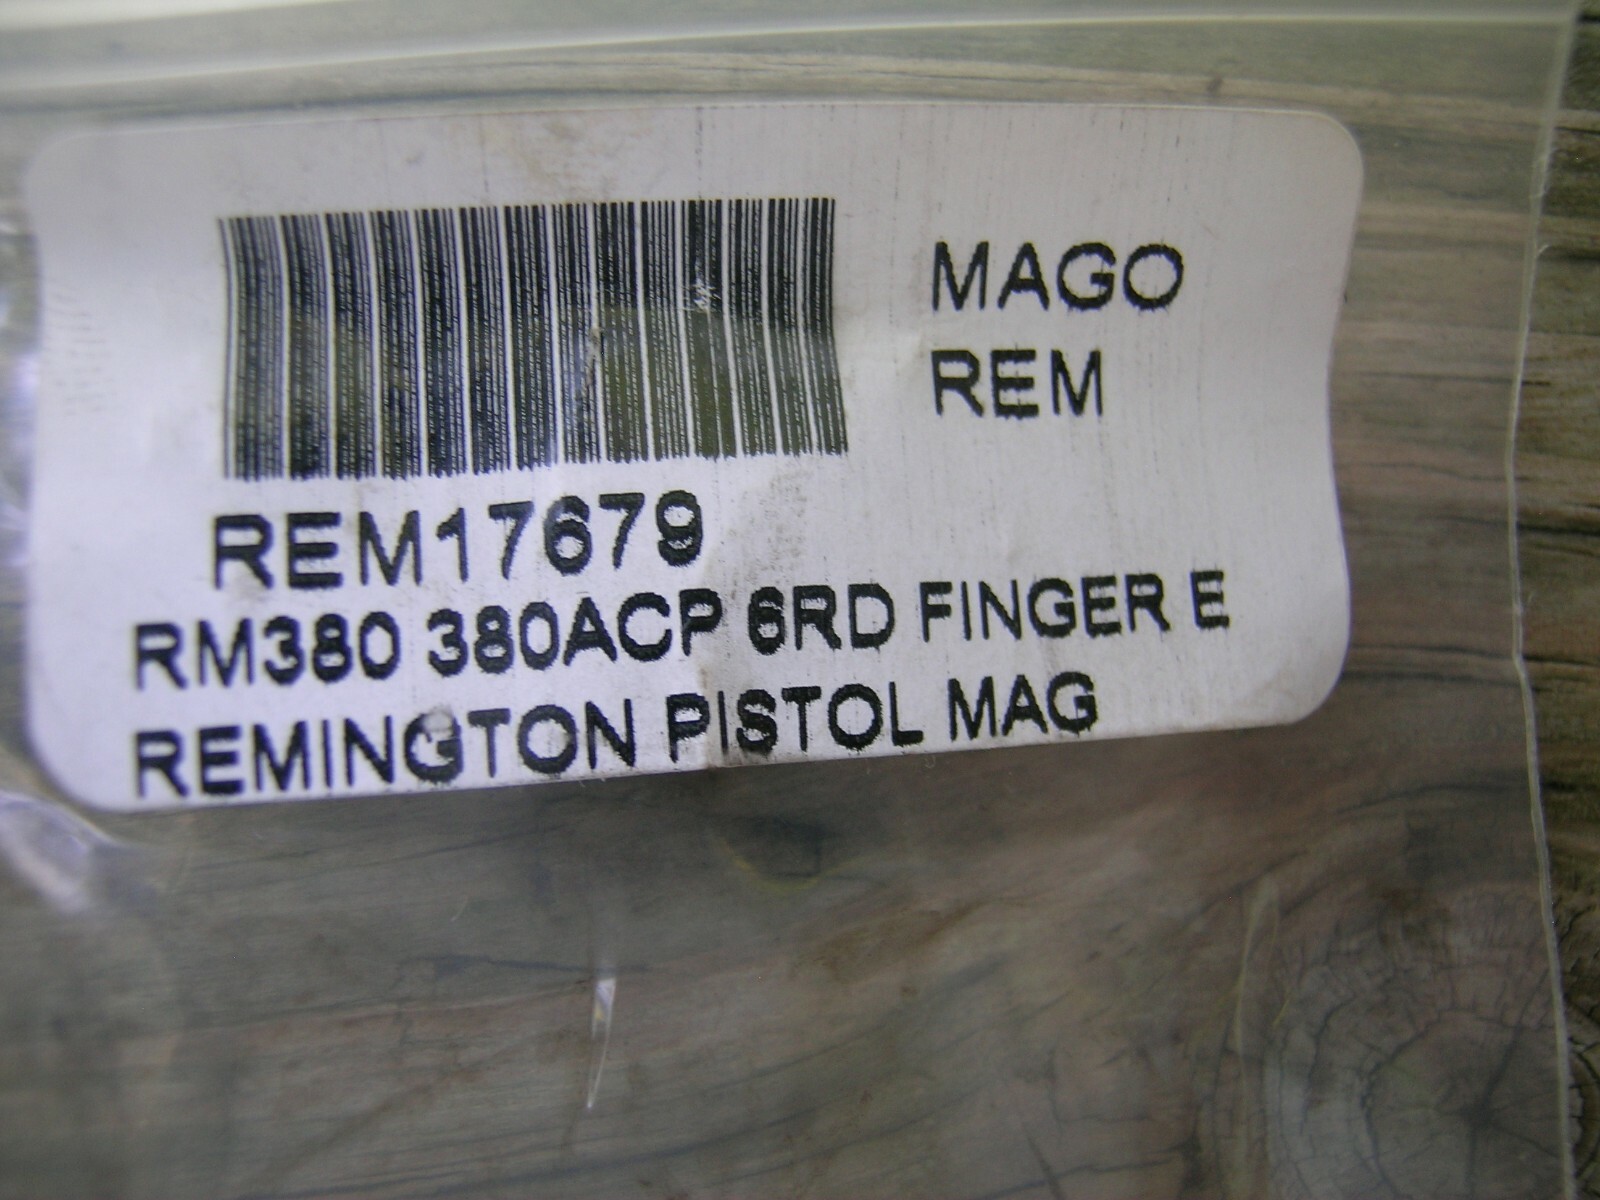 MAGO
REM
REM17679
RM380 380ACP 6RD FINGER E
REMINGTON PISTOL MAG